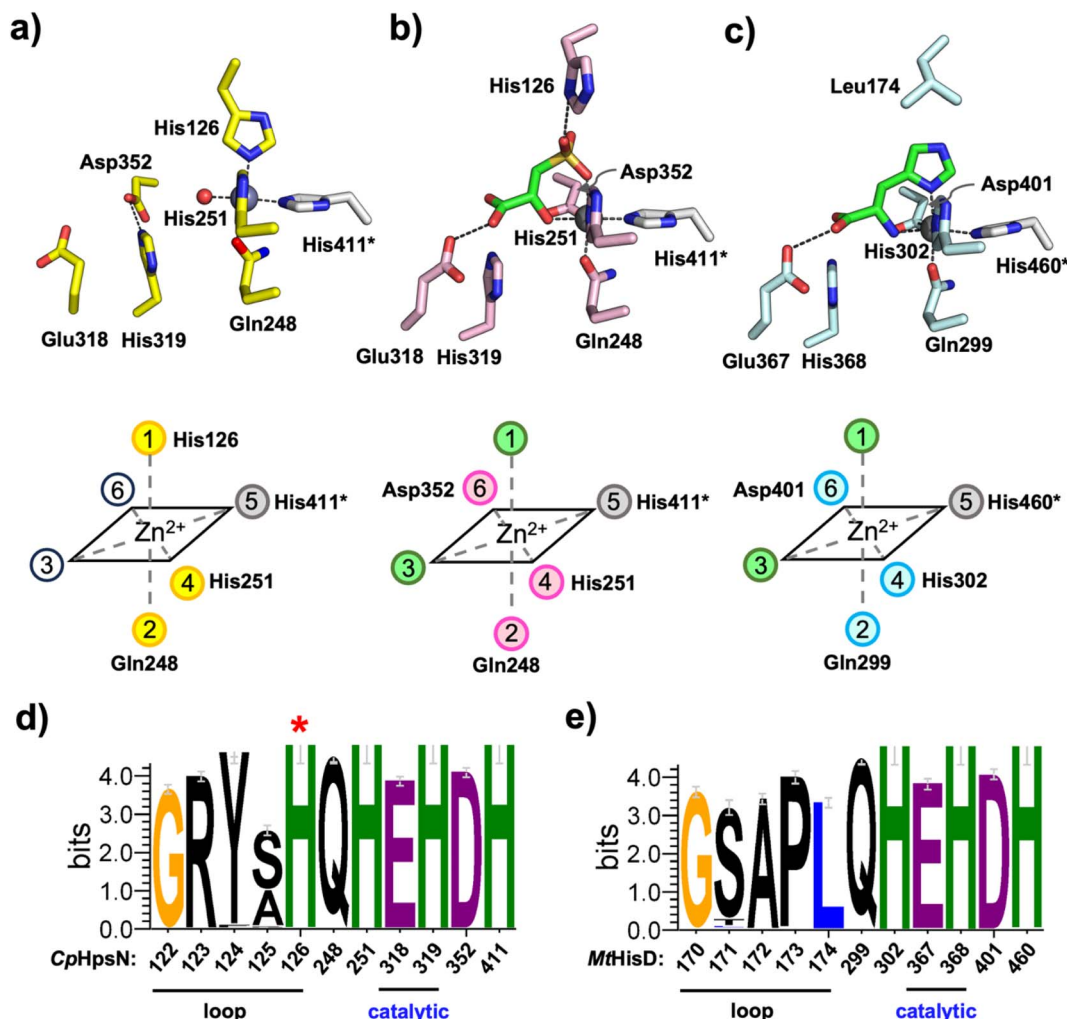 a)
b)
c)
His126
Asp352
His251
His411*
Glu318
His319
Gln248
His126
Asp352
His251
His411*
Glu318
His319
Gln248
Leu174
Asp401
His302
His460*
Glu367
His368
Gln299
1 His126
6
5 His411*
Zn2+
3
4 His251
2
Gln248
1
Asp352 6
5 His411*
Zn2+
3
4 His251
2
Gln248
1
Asp401 6
5 His460*
Zn2+
3
4 His302
2
Gln299
d)
*
bits
4.0
3.0
2.0
1.0
0.0
G R Y S H Q H E H D H
A
CpHpsN: 122 123 124 125 126 248 251 318 319 352 411
loop catalytic
e)
bits
4.0
3.0
2.0
1.0
0.0
G S A P L Q H E H D H
MtHisD: 170 171 172 173 174 299 302 367 368 401 460
loop catalytic